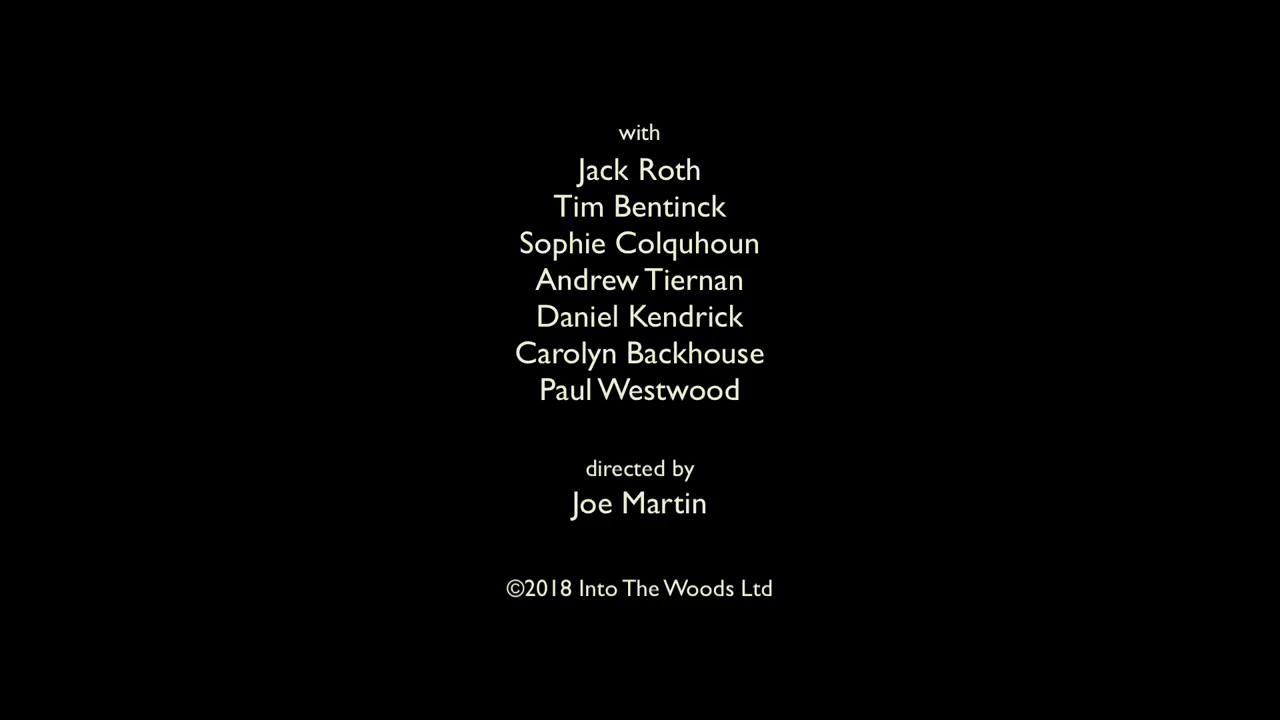 with
Jack Roth
Tim Bentinck
Sophie Colquhoun
Andrew Tiernan
Daniel Kendrick
Carolyn Backhouse
Paul Westwood
directed by
Joe Martin
©2018 Into The Woods Ltd